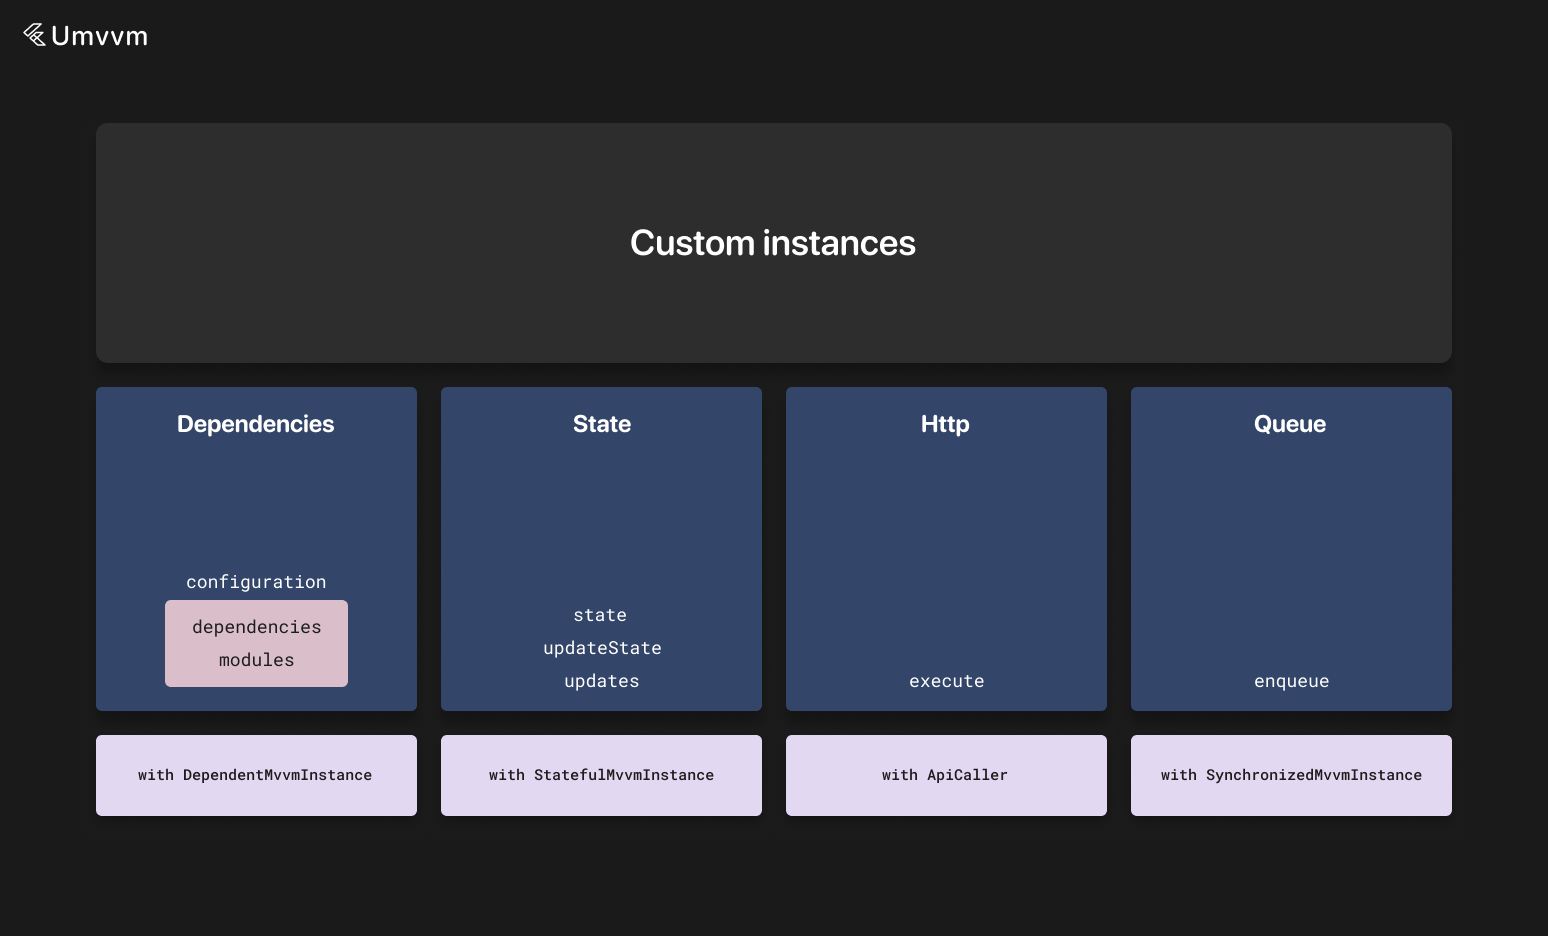 Umvvm
Custom instances
Dependencies
configuration
dependencies
modules
State
state
updateState
updates
Http
execute
Queue
enqueue
with DependentMvvmInstance
with StatefulMvvmInstance
with ApiCaller
with SynchronizedMvvmInstance